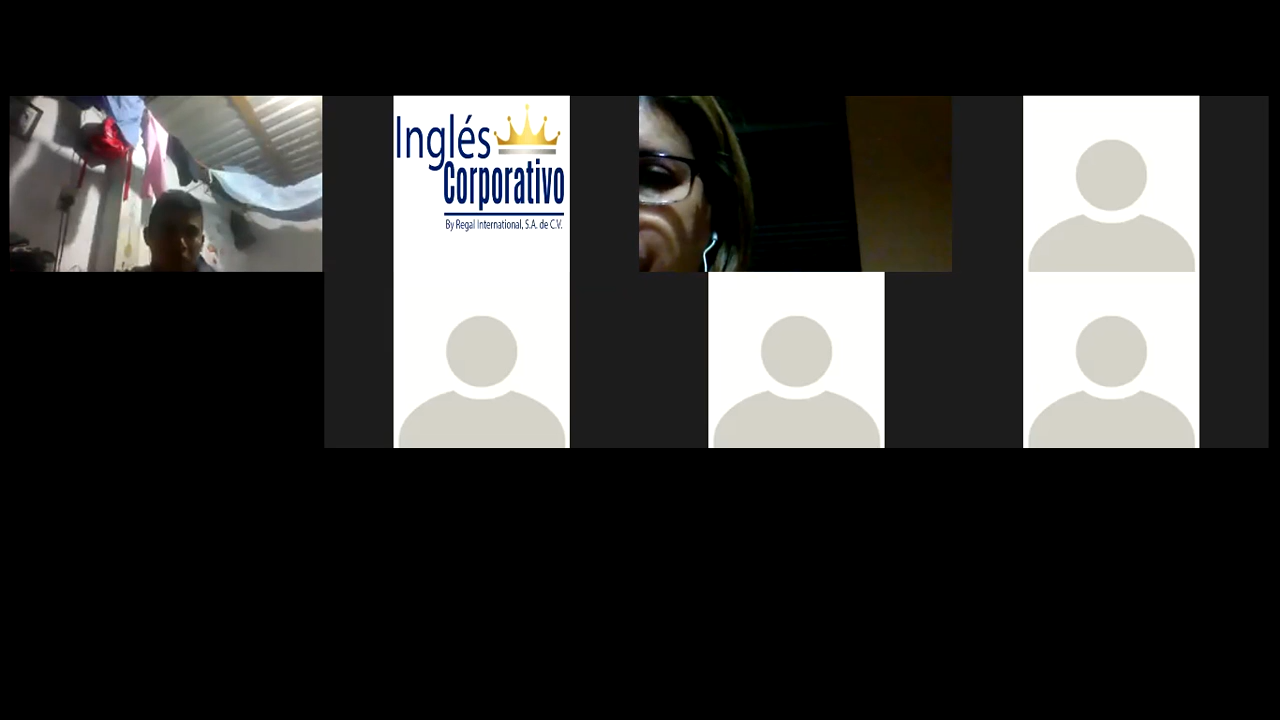 Inglés
Corporativo
By Regal International, S.A. de C.V.